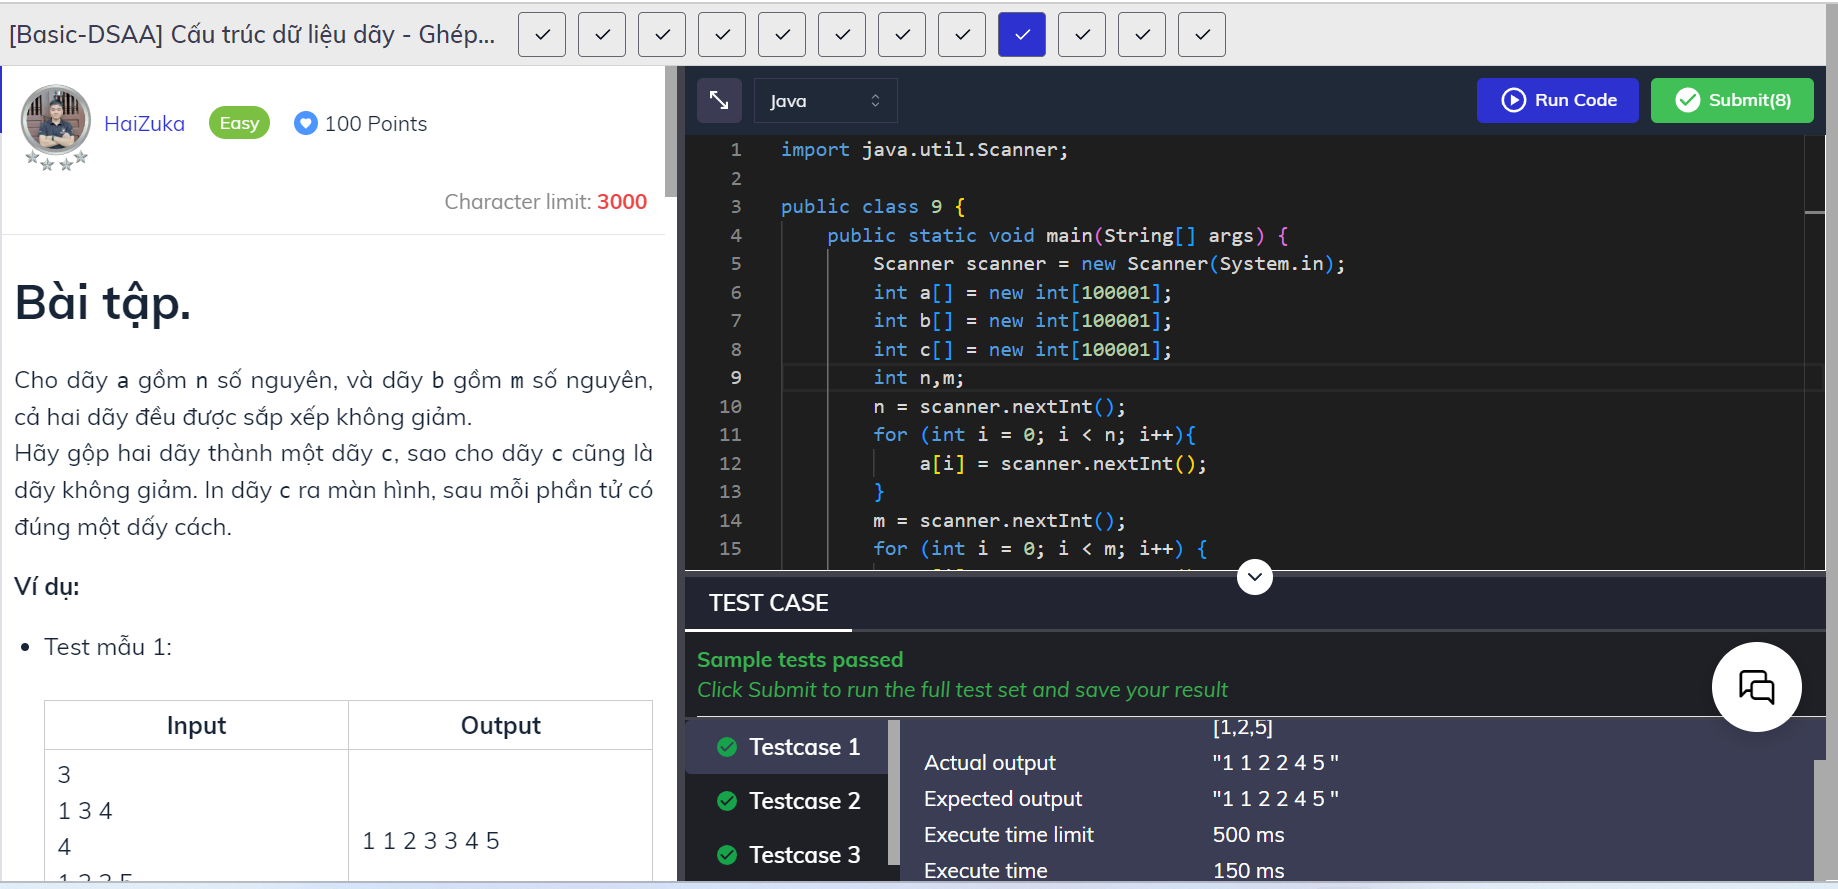 [Basic-DSAA] Cấu trúc dữ liệu dãy - Ghép...
HaiZuka
Easy
100 Points
Character limit: 3000
Bài tập.
Cho dãy a gồm n số nguyên, và dãy b gồm m số nguyên,
cả hai dãy đều được sắp xếp không giảm.
Hãy gộp hai dãy thành một dãy c, sao cho dãy c cũng là
dãy không giảm. In dãy c ra màn hình, sau mỗi phần tử có
đúng một dấy cách.
Ví dụ:
Test mẫu 1:
Input Output
3
1 3 4
4
1 2 3 5
1 1 2 3 3 4 5
Java
Run Code
Submit(8)
1 import java.util.Scanner;
2
3 public class 9 {
4 public static void main(String[] args) {
5 Scanner scanner = new Scanner(System.in);
6 int a[] = new int[100001];
7 int b[] = new int[100001];
8 int c[] = new int[100001];
9 int n,m;
10 n = scanner.nextInt();
11 for (int i = 0; i < n; i++){
12 a[i] = scanner.nextInt();
13 }
14 m = scanner.nextInt();
15 for (int i = 0; i < m; i++) {
TEST CASE
Sample tests passed
Click Submit to run the full test set and save your result
Testcase 1
Testcase 2
Testcase 3
[1,2,5]
Actual output "1 1 2 2 4 5 "
Expected output "1 1 2 2 4 5 "
Execute time limit 500 ms
Execute time 150 ms